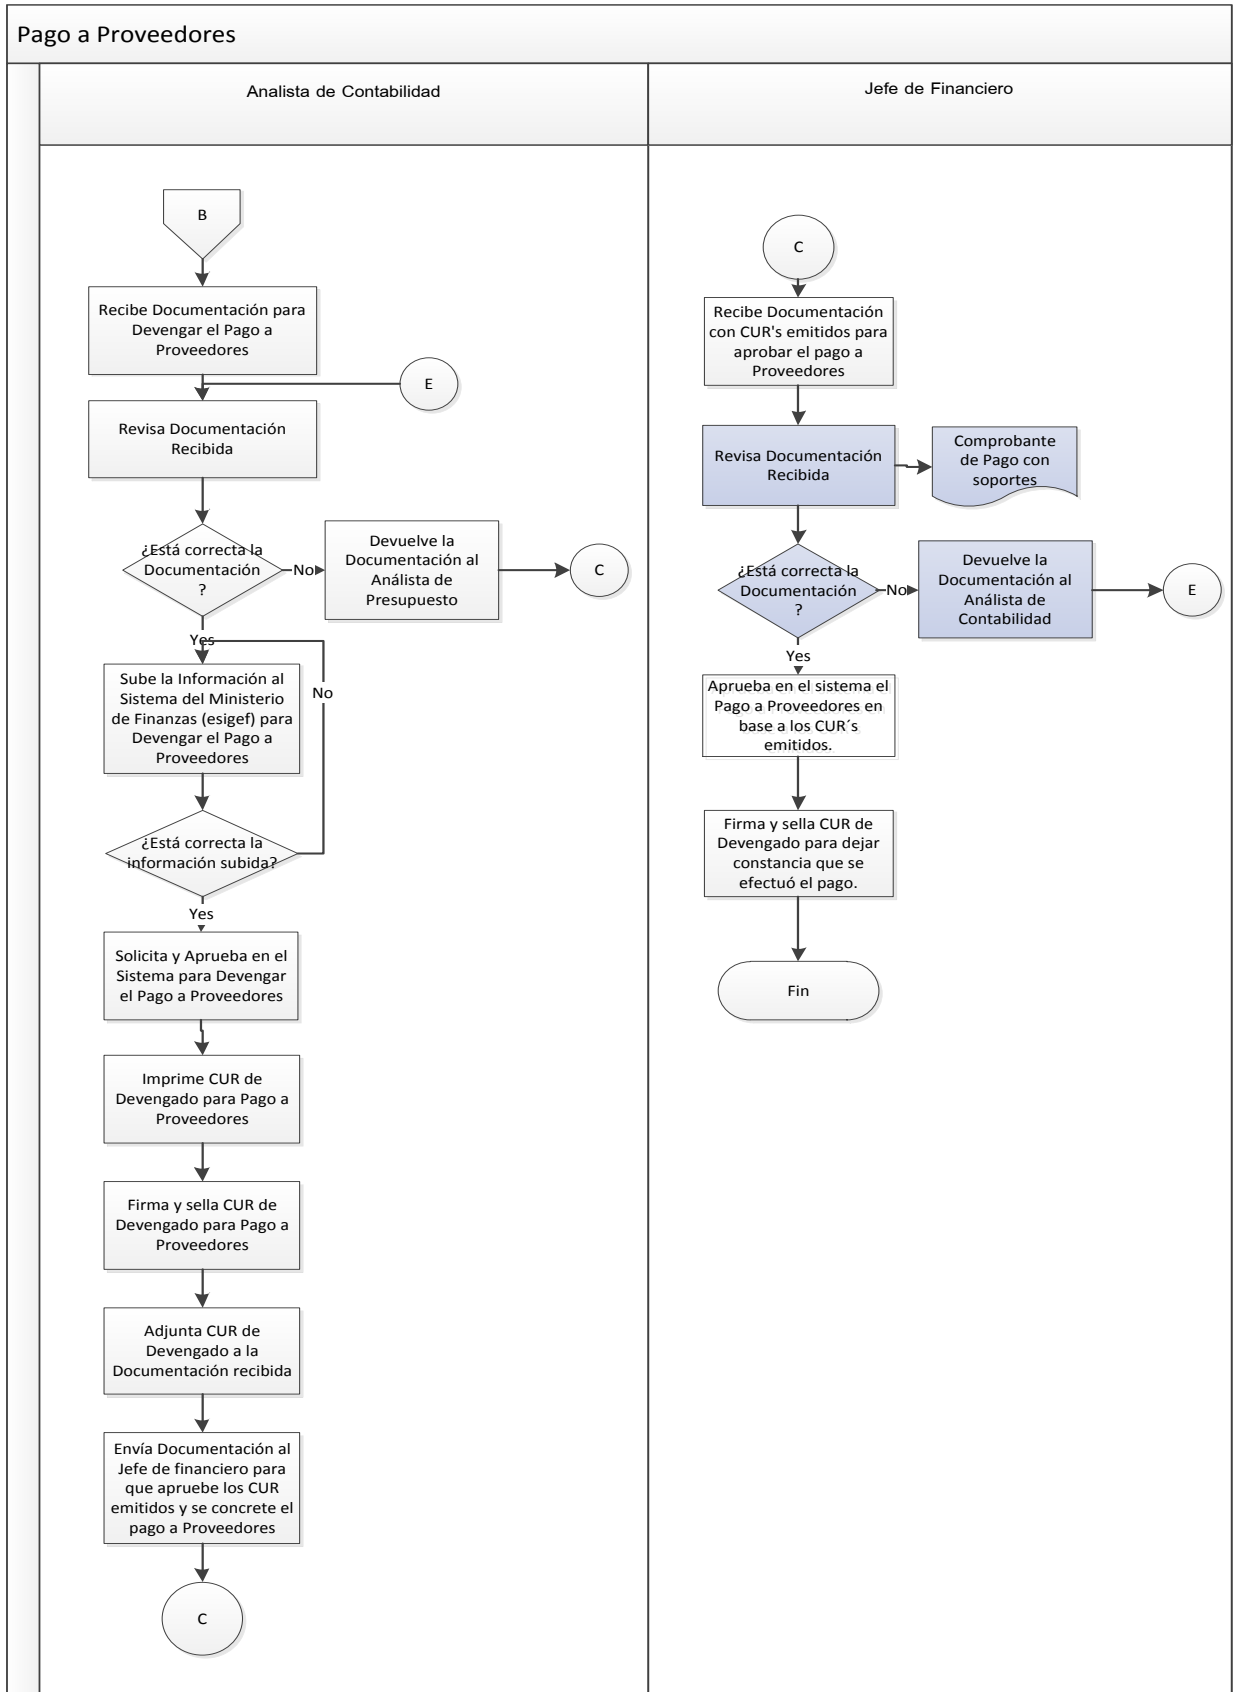 Pago a Proveedores
Analista de Contabilidad
B
Recibe Documentación para
Devengar el Pago a
Proveedores
E
Revisa Documentación
Recibida
¿Está correcta la
Documentación
?
No
Devuelve la
Documentación al
Análista de
Presupuesto
C
Yes
Sube la Información al
Sistema del Ministerio
de Finanzas (esigef) para
Devengar el Pago a
Proveedores
No
¿Está correcta la
información subida?
Yes
Solicita y Aprueba en el
Sistema para Devengar
el Pago a Proveedores
Imprime CUR de
Devengado para Pago a
Proveedores
Firma y sella CUR de
Devengado para Pago a
Proveedores
Adjunta CUR de
Devengado a la
Documentación recibida
Envía Documentación al
Jefe de financiero para
que apruebe los CUR
emitidos y se concrete el
pago a Proveedores
C
Jefe de Financiero
C
Recibe Documentación
con CUR's emitidos para
aprobar el pago a
Proveedores
Revisa Documentación
Recibida
Comprobante
de Pago con
soportes
¿Está correcta la
Documentación
?
No
Devuelve la
Documentación al
Análista de
Contabilidad
E
Yes
Aprueba en el sistema el
Pago a Proveedores en
base a los CUR´s
emitidos.
Firma y sella CUR de
Devengado para dejar
constancia que se
efectuó el pago.
Fin